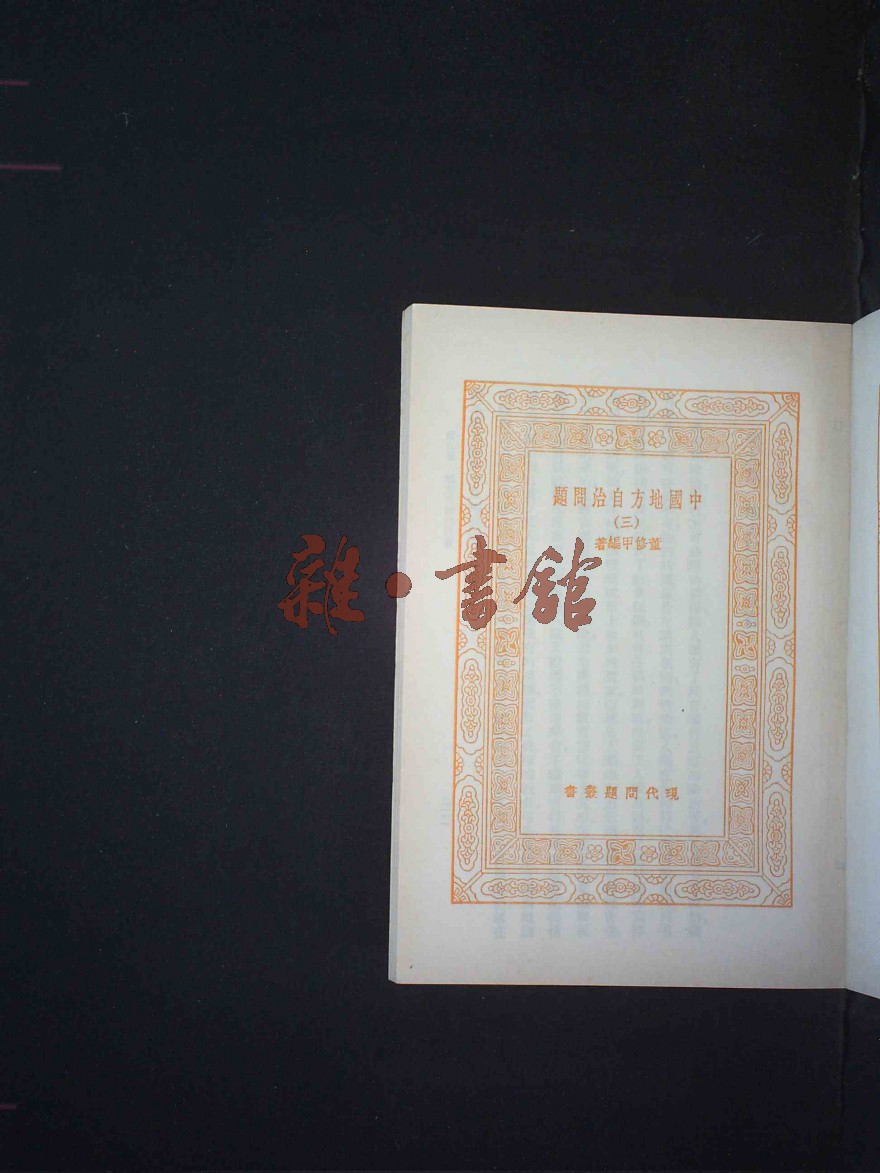 中國地方自治問題
（三）
董修甲編著
雜·書館
現代問題叢書